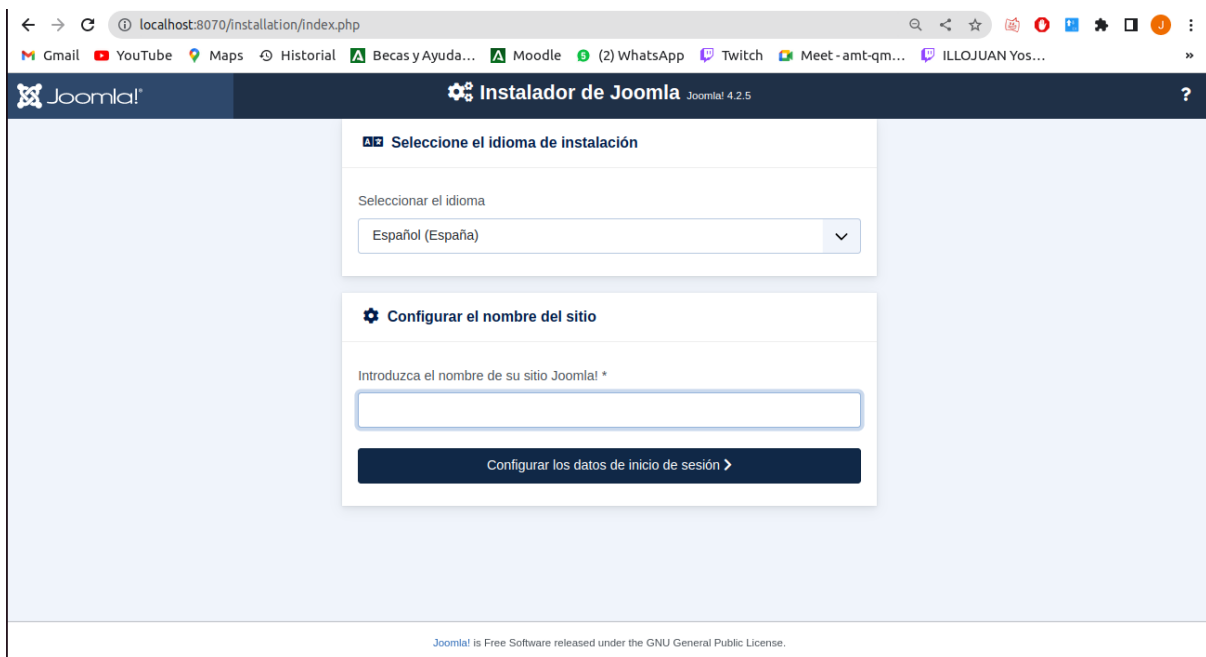 localhost:8070/installation/index.php
J
Gmail YouTube Maps Historial Becas y Ayuda... Moodle (2) WhatsApp Twitch Meet - amt-qm... ILLOJUAN Yos... »
Joomla!® Instalador de Joomla Joomla! 4.2.5 ?
Seleccione el idioma de instalación
Seleccionar el idioma
Español (España)
Configurar el nombre del sitio
Introduzca el nombre de su sitio Joomla! *
Configurar los datos de inicio de sesión
Joomla! is Free Software released under the GNU General Public License.